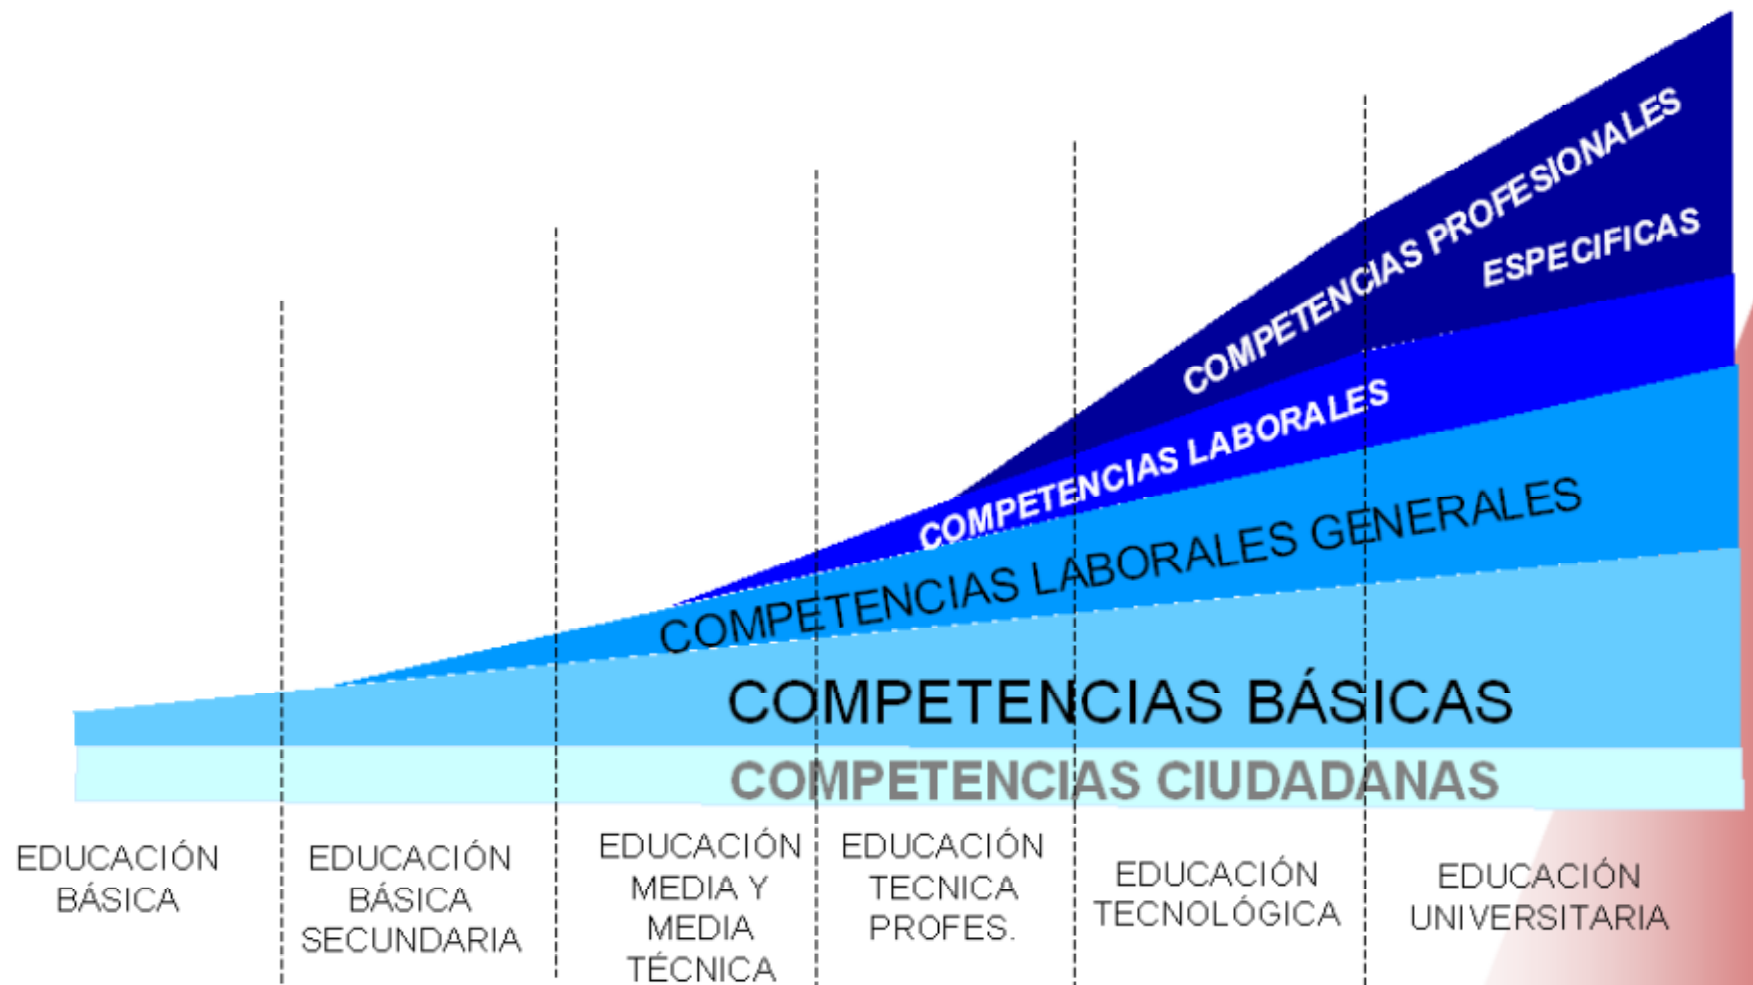 COMPETENCIAS PROFESIONALES
ESPECIFICAS
COMPETENCIAS LABORALES
COMPETENCIAS LABORALES GENERALES
COMPETENCIAS BÁSICAS
COMPETENCIAS CIUDADANAS
EDUCACIÓN
BÁSICA
EDUCACIÓN
BÁSICA
SECUNDARIA
EDUCACIÓN
MEDIA Y
MEDIA
TÉCNICA
EDUCACIÓN
TECNICA
PROFES.
EDUCACIÓN
TECNOLÓGICA
EDUCACIÓN
UNIVERSITARIA